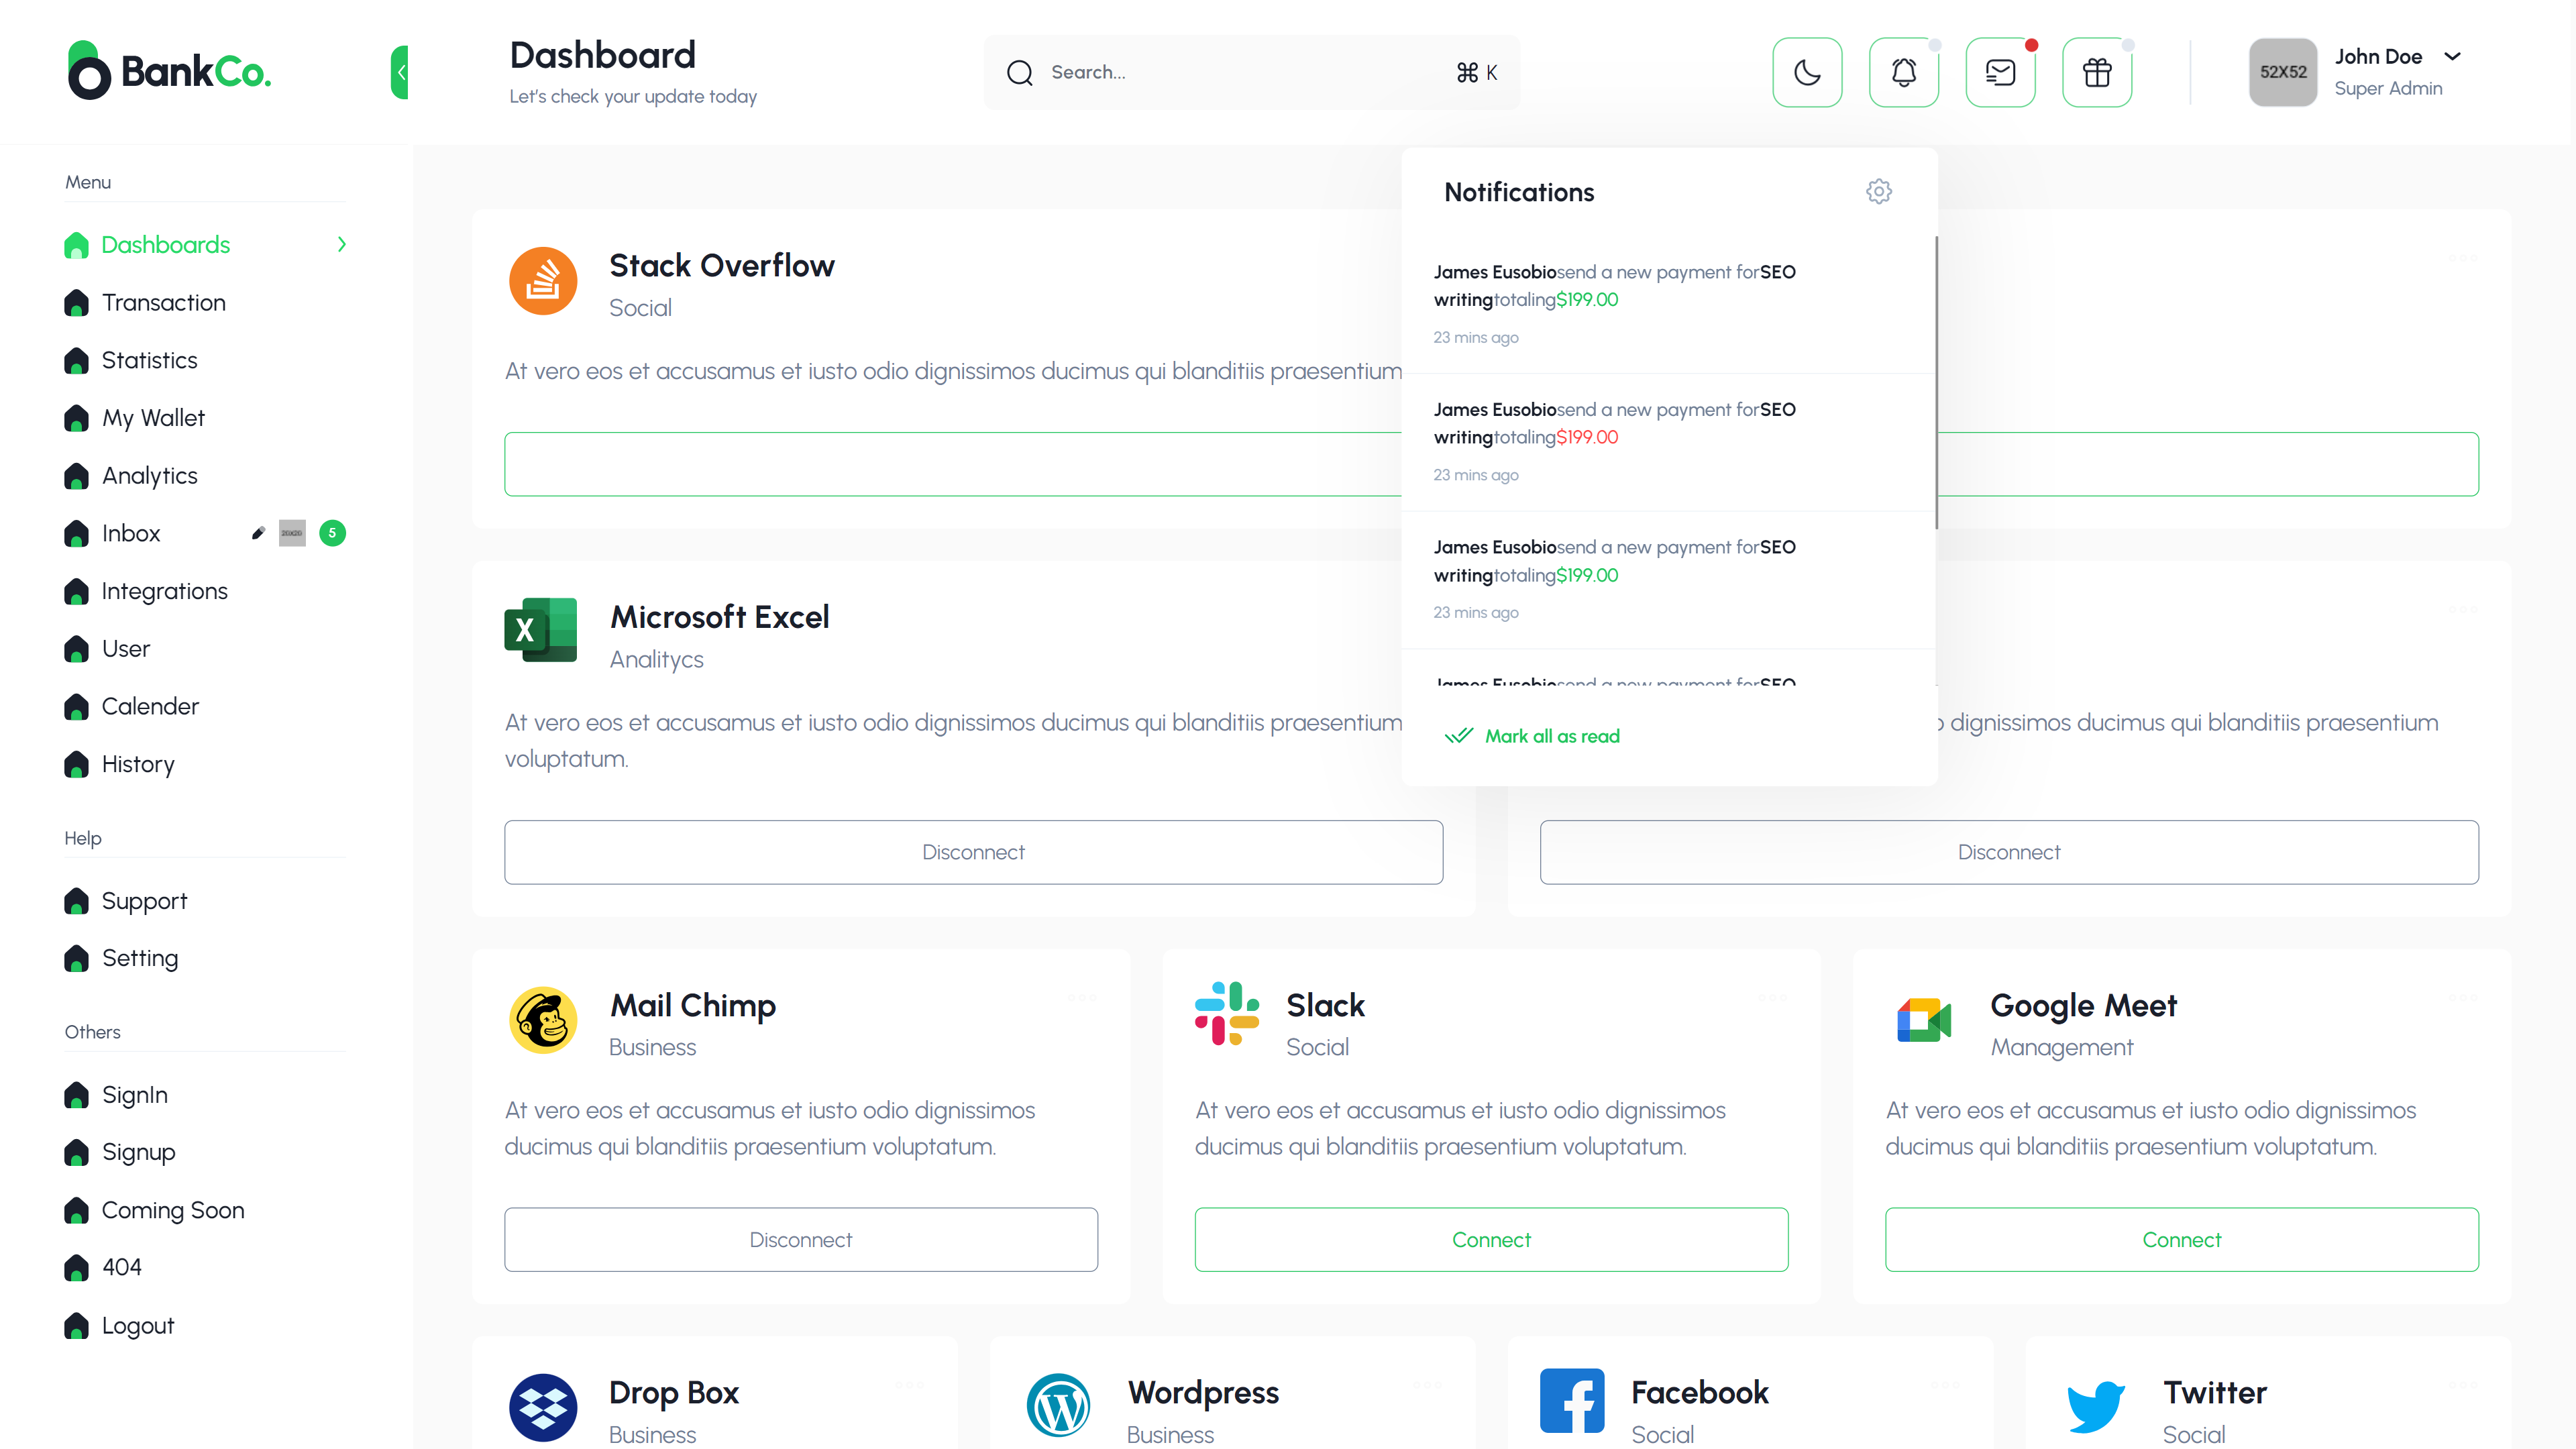 BankCo.
Dashboard
Let's check your update today
Search...
⌘ K
52X52
John Doe
Super Admin
Menu
Dashboards
Transaction
Statistics
My Wallet
Analytics
Inbox
5
Integrations
User
Calender
History
Help
Support
Setting
Others
SignIn
Signup
Coming Soon
404
Logout
Notifications
James Eusobiosend a new payment forSEO
writingtotaling$199.00
23 mins ago
James Eusobiosend a new payment forSEO
writingtotaling$199.00
23 mins ago
James Eusobiosend a new payment forSEO
writingtotaling$199.00
23 mins ago
James Eusobiosend a new payment forSEO
Mark all as read
Stack Overflow
Social
At vero eos et accusamus et iusto odio dignissimos ducimus qui blanditiis praesentium
Microsoft Excel
Analitycs
At vero eos et accusamus et iusto odio dignissimos ducimus qui blanditiis praesentium
voluptatum.
Disconnect
dignissimos ducimus qui blanditiis praesentium
Disconnect
Mail Chimp
Business
At vero eos et accusamus et iusto odio dignissimos
ducimus qui blanditiis praesentium voluptatum.
Disconnect
Slack
Social
At vero eos et accusamus et iusto odio dignissimos
ducimus qui blanditiis praesentium voluptatum.
Connect
Google Meet
Management
At vero eos et accusamus et iusto odio dignissimos
ducimus qui blanditiis praesentium voluptatum.
Connect
Drop Box
Business
Wordpress
Business
Facebook
Social
Twitter
Social